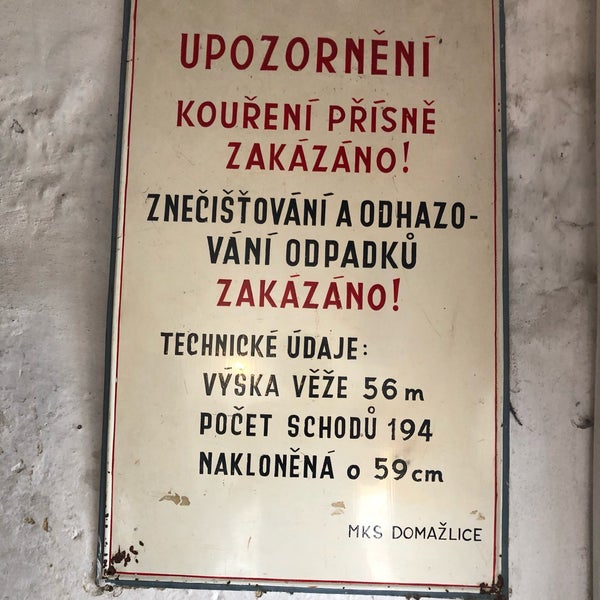 UPOZORNĚNÍ
KOUŘENÍ PŘÍSNĚ
ZAKÁZÁNO!
ZNEČIŠŤOVÁNÍ A ODHAZO-
VÁNÍ ODPADKŮ
ZAKÁZÁNO!
TECHNICKÉ ÚDAJE:
VÝŠKA VĚŽE 56 m
POČET SCHODŮ 194
NAKLONĚNÁ o 59 cm
MKS DOMAŽLICE